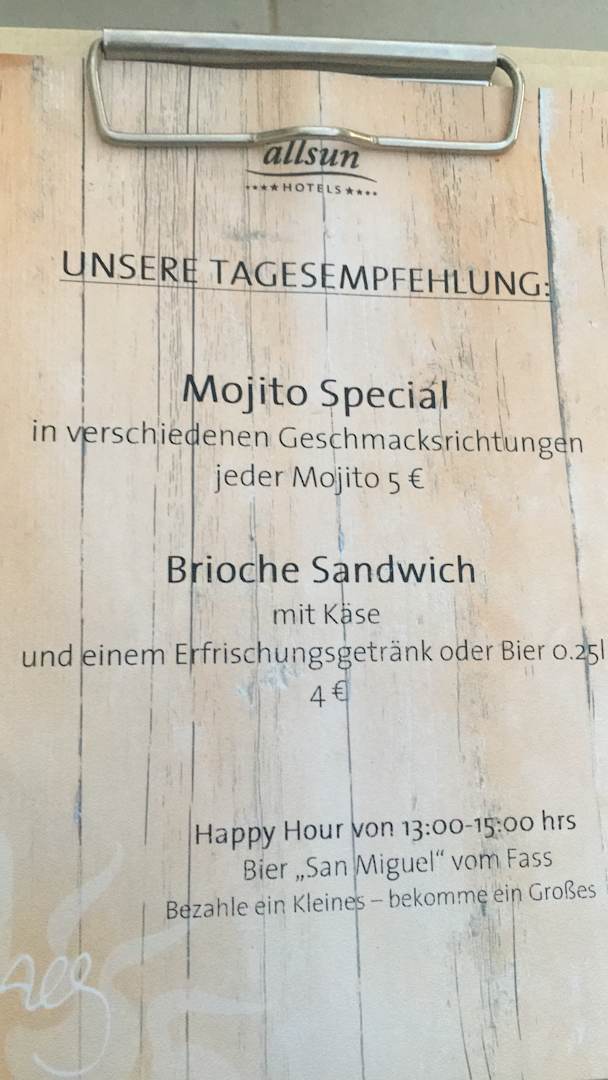 allsun
★★★★HOTELS★★★★
UNSERE TAGESEMPFEHLUNG:
Mojito Special
in verschiedenen Geschmacksrichtungen
jeder Mojito 5 €
Brioche Sandwich
mit Käse
und einem Erfrischungsgetränk oder Bier 0.25l
4 €
Happy Hour von 13:00-15:00 hrs
Bier „San Miguel“ vom Fass
Bezahle ein Kleines – bekomme ein Großes